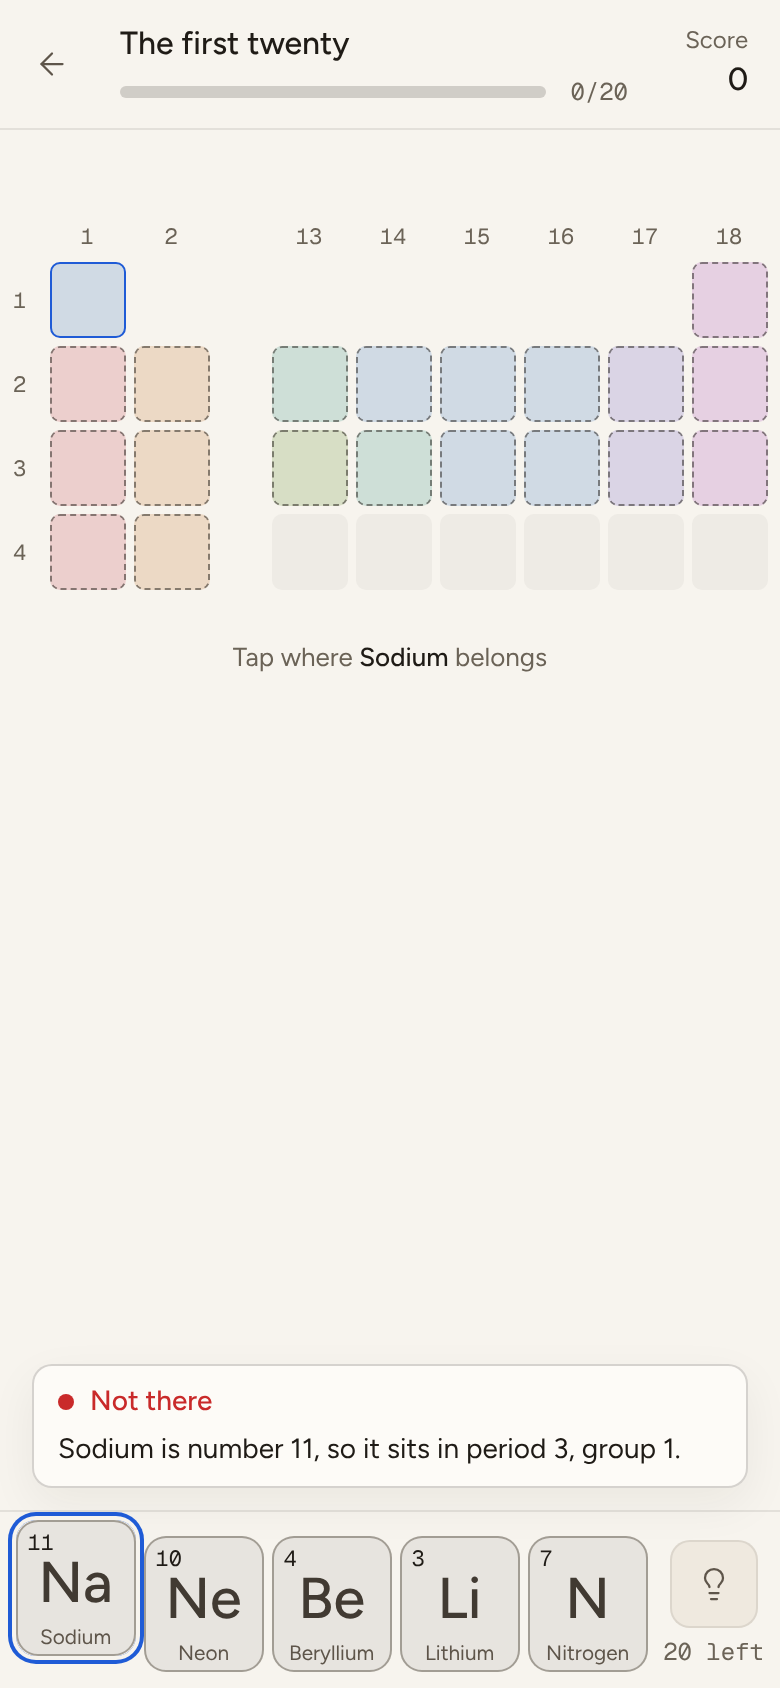 The first twenty
0/20
Score
0
1 2 13 14 15 16 17 18
1
2
3
4
Tap where Sodium belongs
Not there
Sodium is number 11, so it sits in period 3, group 1.
11
Na
Sodium
10
Ne
Neon
4
Be
Beryllium
3
Li
Lithium
7
N
Nitrogen
20 left